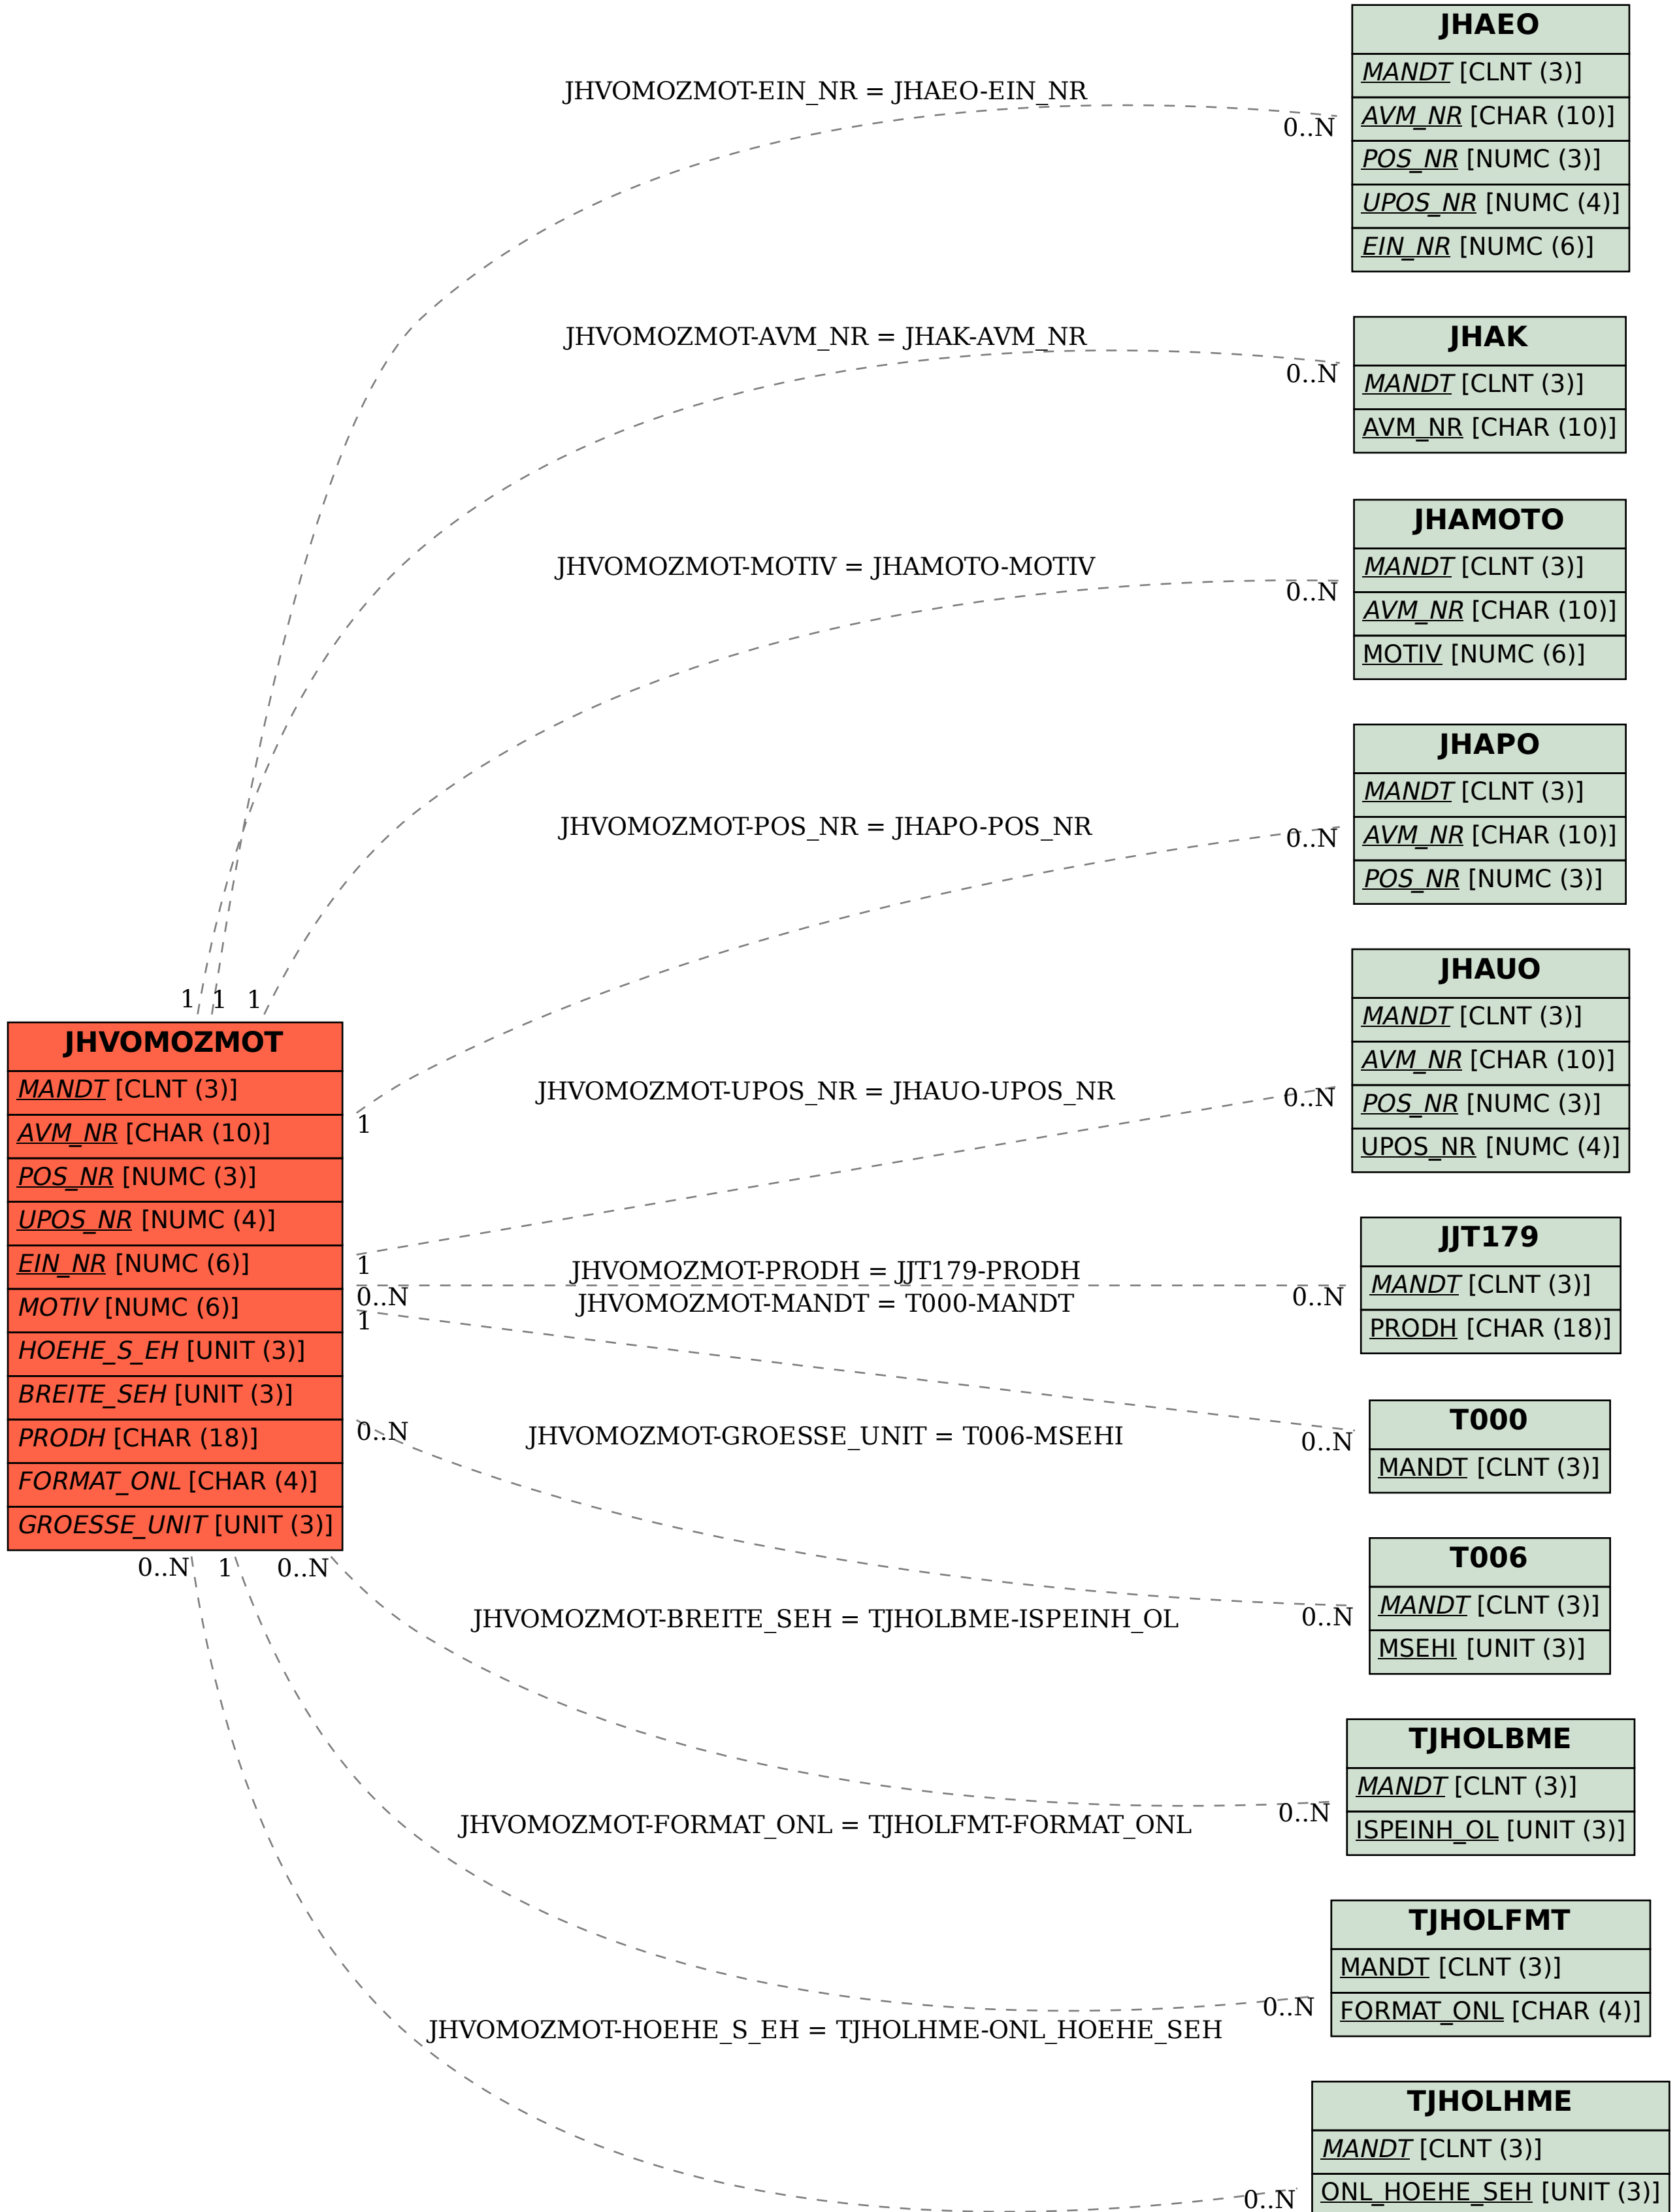 JHAEO
MANDT [CLNT (3)]
AVM_NR [CHAR (10)]
POS_NR [NUMC (3)]
UPOS_NR [NUMC (4)]
EIN_NR [NUMC (6)]
JHVOMOZMOT-EIN_NR = JHAEO-EIN_NR
0..N
JHAK
MANDT [CLNT (3)]
AVM_NR [CHAR (10)]
JHVOMOZMOT-AVM_NR = JHAK-AVM_NR
0..N
JHAMOTO
MANDT [CLNT (3)]
AVM_NR [CHAR (10)]
MOTIV [NUMC (6)]
JHVOMOZMOT-MOTIV = JHAMOTO-MOTIV
0..N
JHAPO
MANDT [CLNT (3)]
AVM_NR [CHAR (10)]
POS_NR [NUMC (3)]
JHVOMOZMOT-POS_NR = JHAPO-POS_NR
0..N
JHAUO
MANDT [CLNT (3)]
AVM_NR [CHAR (10)]
POS_NR [NUMC (3)]
UPOS_NR [NUMC (4)]
1
1
1
JHVOMOZMOT
MANDT [CLNT (3)]
AVM_NR [CHAR (10)]
POS_NR [NUMC (3)]
UPOS_NR [NUMC (4)]
EIN_NR [NUMC (6)]
MOTIV [NUMC (6)]
HOEHE_S_EH [UNIT (3)]
BREITE_SEH [UNIT (3)]
PRODH [CHAR (18)]
FORMAT_ONL [CHAR (4)]
GROESSE_UNIT [UNIT (3)]
1
JHVOMOZMOT-UPOS_NR = JHAUO-UPOS_NR
0..N
1
JHVOMOZMOT-PRODH = JJT179-PRODH
0..N
0..N
JJT179
MANDT [CLNT (3)]
PRODH [CHAR (18)]
JHVOMOZMOT-MANDT = T000-MANDT
1
0..N
T000
MANDT [CLNT (3)]
0..N
JHVOMOZMOT-GROESSE_UNIT = T006-MSEHI
0..N
T006
MANDT [CLNT (3)]
MSEHI [UNIT (3)]
0..N
1
0..N
JHVOMOZMOT-BREITE_SEH = TJHOLBME-ISPEINH_OL
0..N
TJHOLBME
MANDT [CLNT (3)]
ISPEINH_OL [UNIT (3)]
JHVOMOZMOT-FORMAT_ONL = TJHOLFMT-FORMAT_ONL
0..N
TJHOLFMT
MANDT [CLNT (3)]
FORMAT_ONL [CHAR (4)]
JHVOMOZMOT-HOEHE_S_EH = TJHOLHME-ONL_HOEHE_SEH
0..N
TJHOLHME
MANDT [CLNT (3)]
ONL_HOEHE_SEH [UNIT (3)]